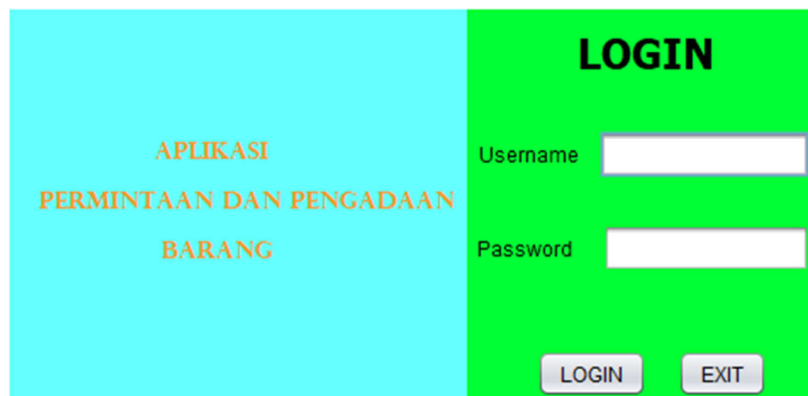 APLIKASI
PERMINTAAN DAN PENGADAAN
BARANG
LOGIN
Username
Password
LOGIN
EXIT